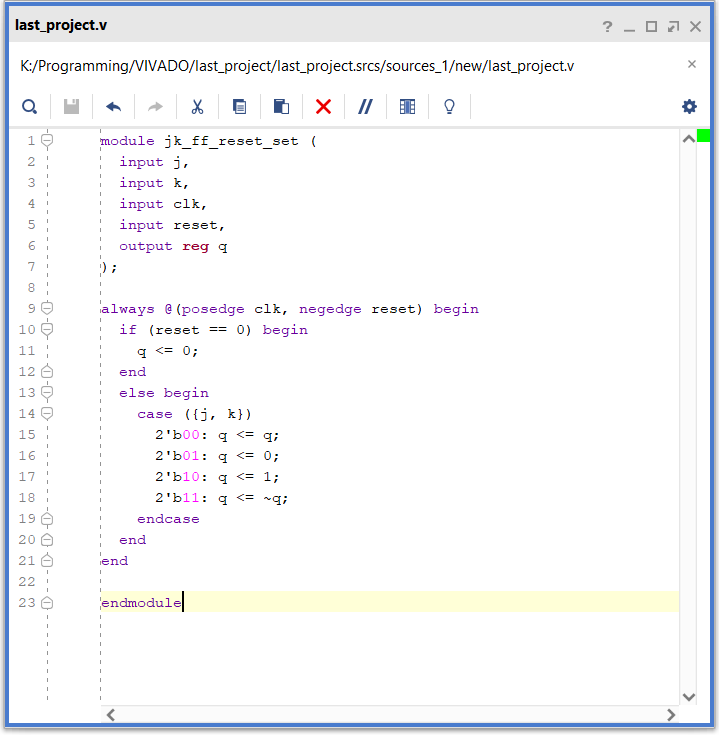 last_project.v
K:/Programming/VIVADO/last_project/last_project.srcs/sources_1/new/last_project.v
1 module jk_ff_reset_set (
2 input j,
3 input k,
4 input clk,
5 input reset,
6 output reg q
7 );
8
9 always @(posedge clk, negedge reset) begin
10 if (reset == 0) begin
11 q <= 0;
12 end
13 else begin
14 case ({j, k})
15 2'b00: q <= q;
16 2'b01: q <= 0;
17 2'b10: q <= 1;
18 2'b11: q <= ~q;
19 endcase
20 end
21 end
22
23 endmodule